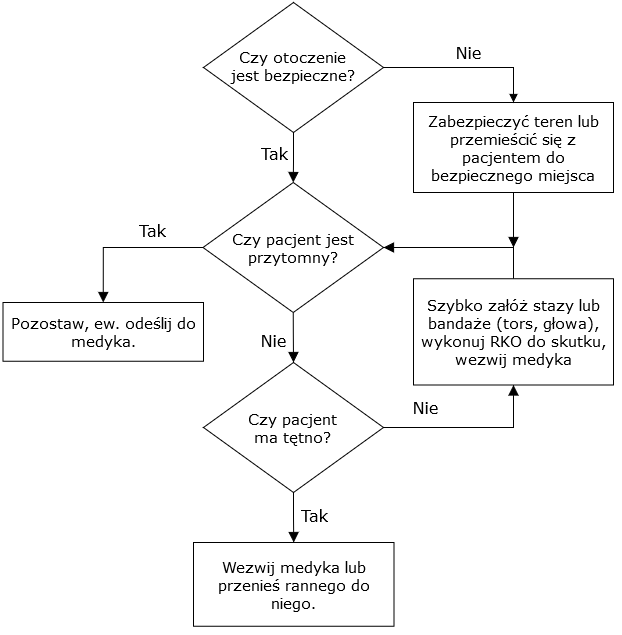 Czy otoczenie
jest bezpieczne?
Nie
Zabezpieczyć teren lub
przemieścić się z
pacjentem do
bezpiecznego miejsca
Tak
Czy pacjent jest
przytomny?
Tak
Pozostaw, ew. odeślij do
medyka.
Szybko załóż stazy lub
bandaże (tors, głowa),
wykonuj RKO do skutku,
wezwij medyka
Nie
Czy pacjent
ma tętno?
Nie
Tak
Wezwij medyka lub
przenieś rannego do
niego.